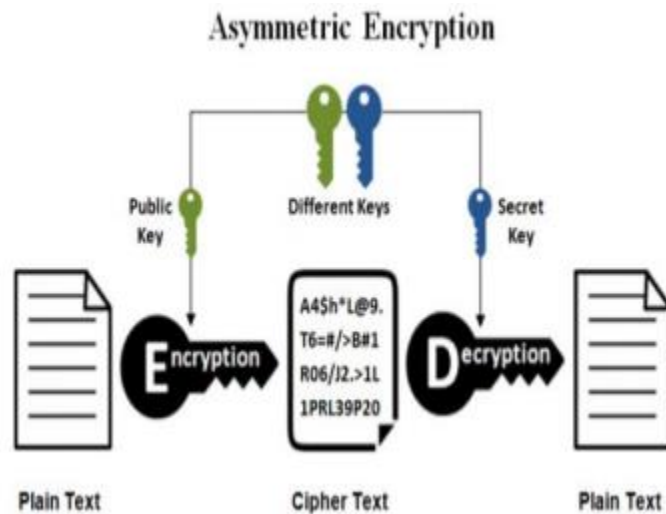 Asymmetric Encryption
Public
Key
Different Keys
Secret
Key
Encryption
A4$h*L@9.
T6=#/>B#1
R06/J2.>1L
1PRL39P20
Decryption
Plain Text
Cipher Text
Plain Text